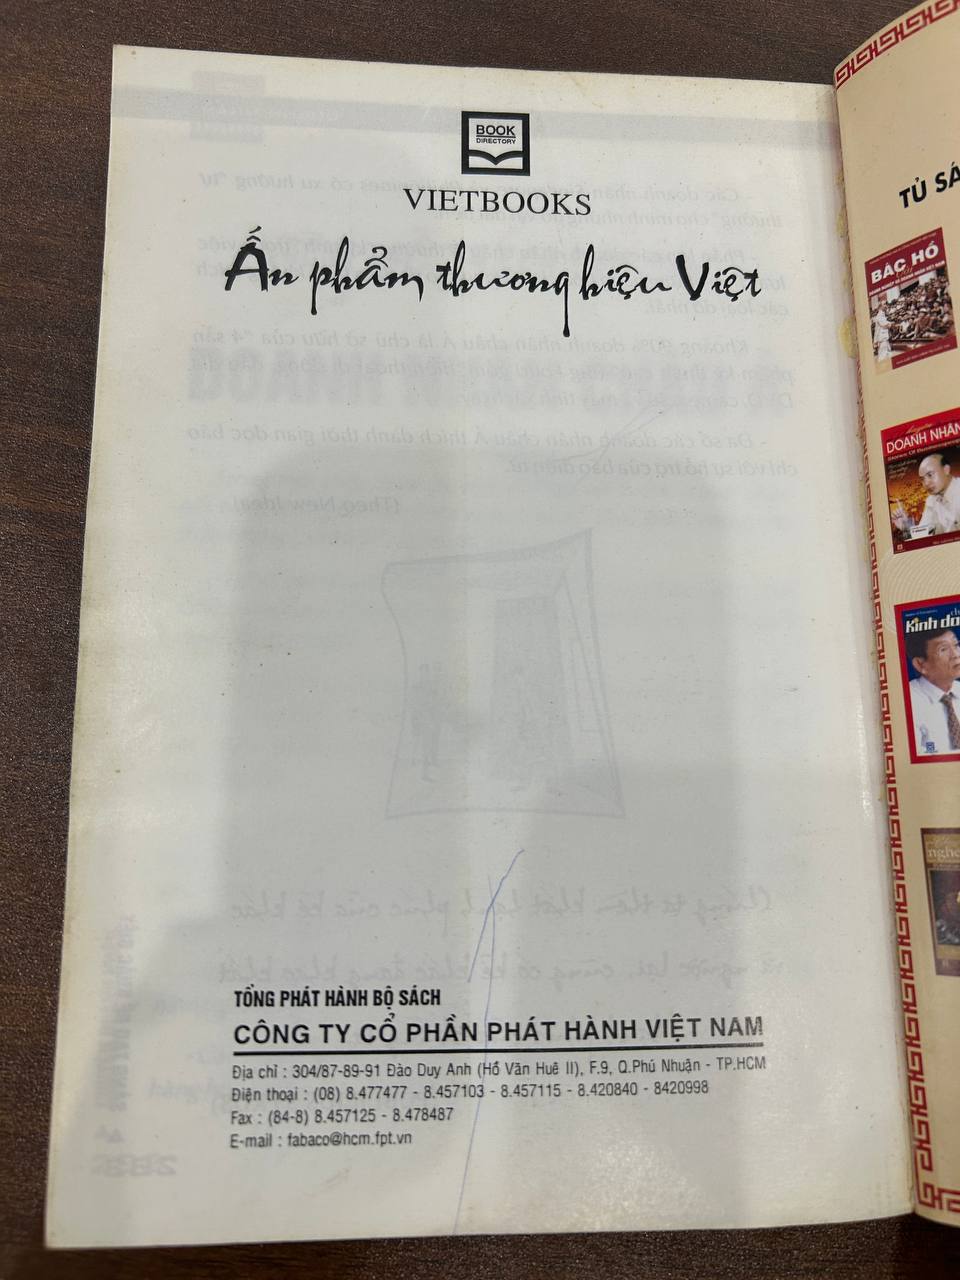 BOOK
DIRECTORY
VIETBOOKS
Ấn phẩm thương hiệu Việt
TỔNG PHÁT HÀNH BỘ SÁCH
CÔNG TY CỔ PHẦN PHÁT HÀNH VIỆT NAM
Địa chỉ : 304/87-89-91 Đào Duy Anh (Hồ Văn Huê II), F.9, Q.Phú Nhuận - TP.HCM
Điện thoại : (08) 8.477477 - 8.457103 - 8.457115 - 8.420840 - 8420998
Fax : (84-8) 8.457125 - 8.478487
E-mail : fabaco@hcm.fpt.vn
TỦ SÁ
BÁC HỒ
DOANH NHÂN
Kinh do